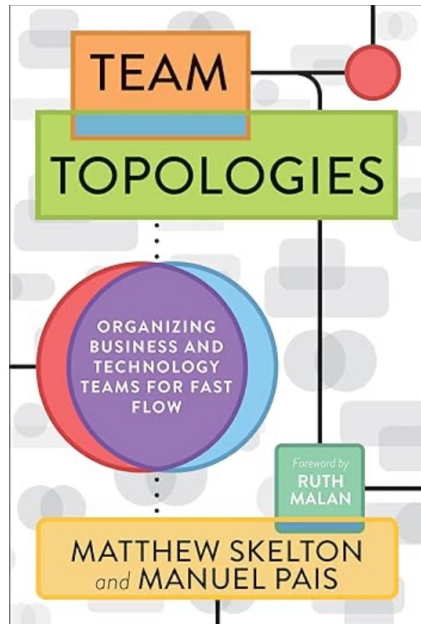 TEAM
TOPOLOGIES
ORGANIZING
BUSINESS AND
TECHNOLOGY
TEAMS FOR FAST
FLOW
Foreword by
RUTH
MALAN
MATTHEW SKELTON
and MANUEL PAIS